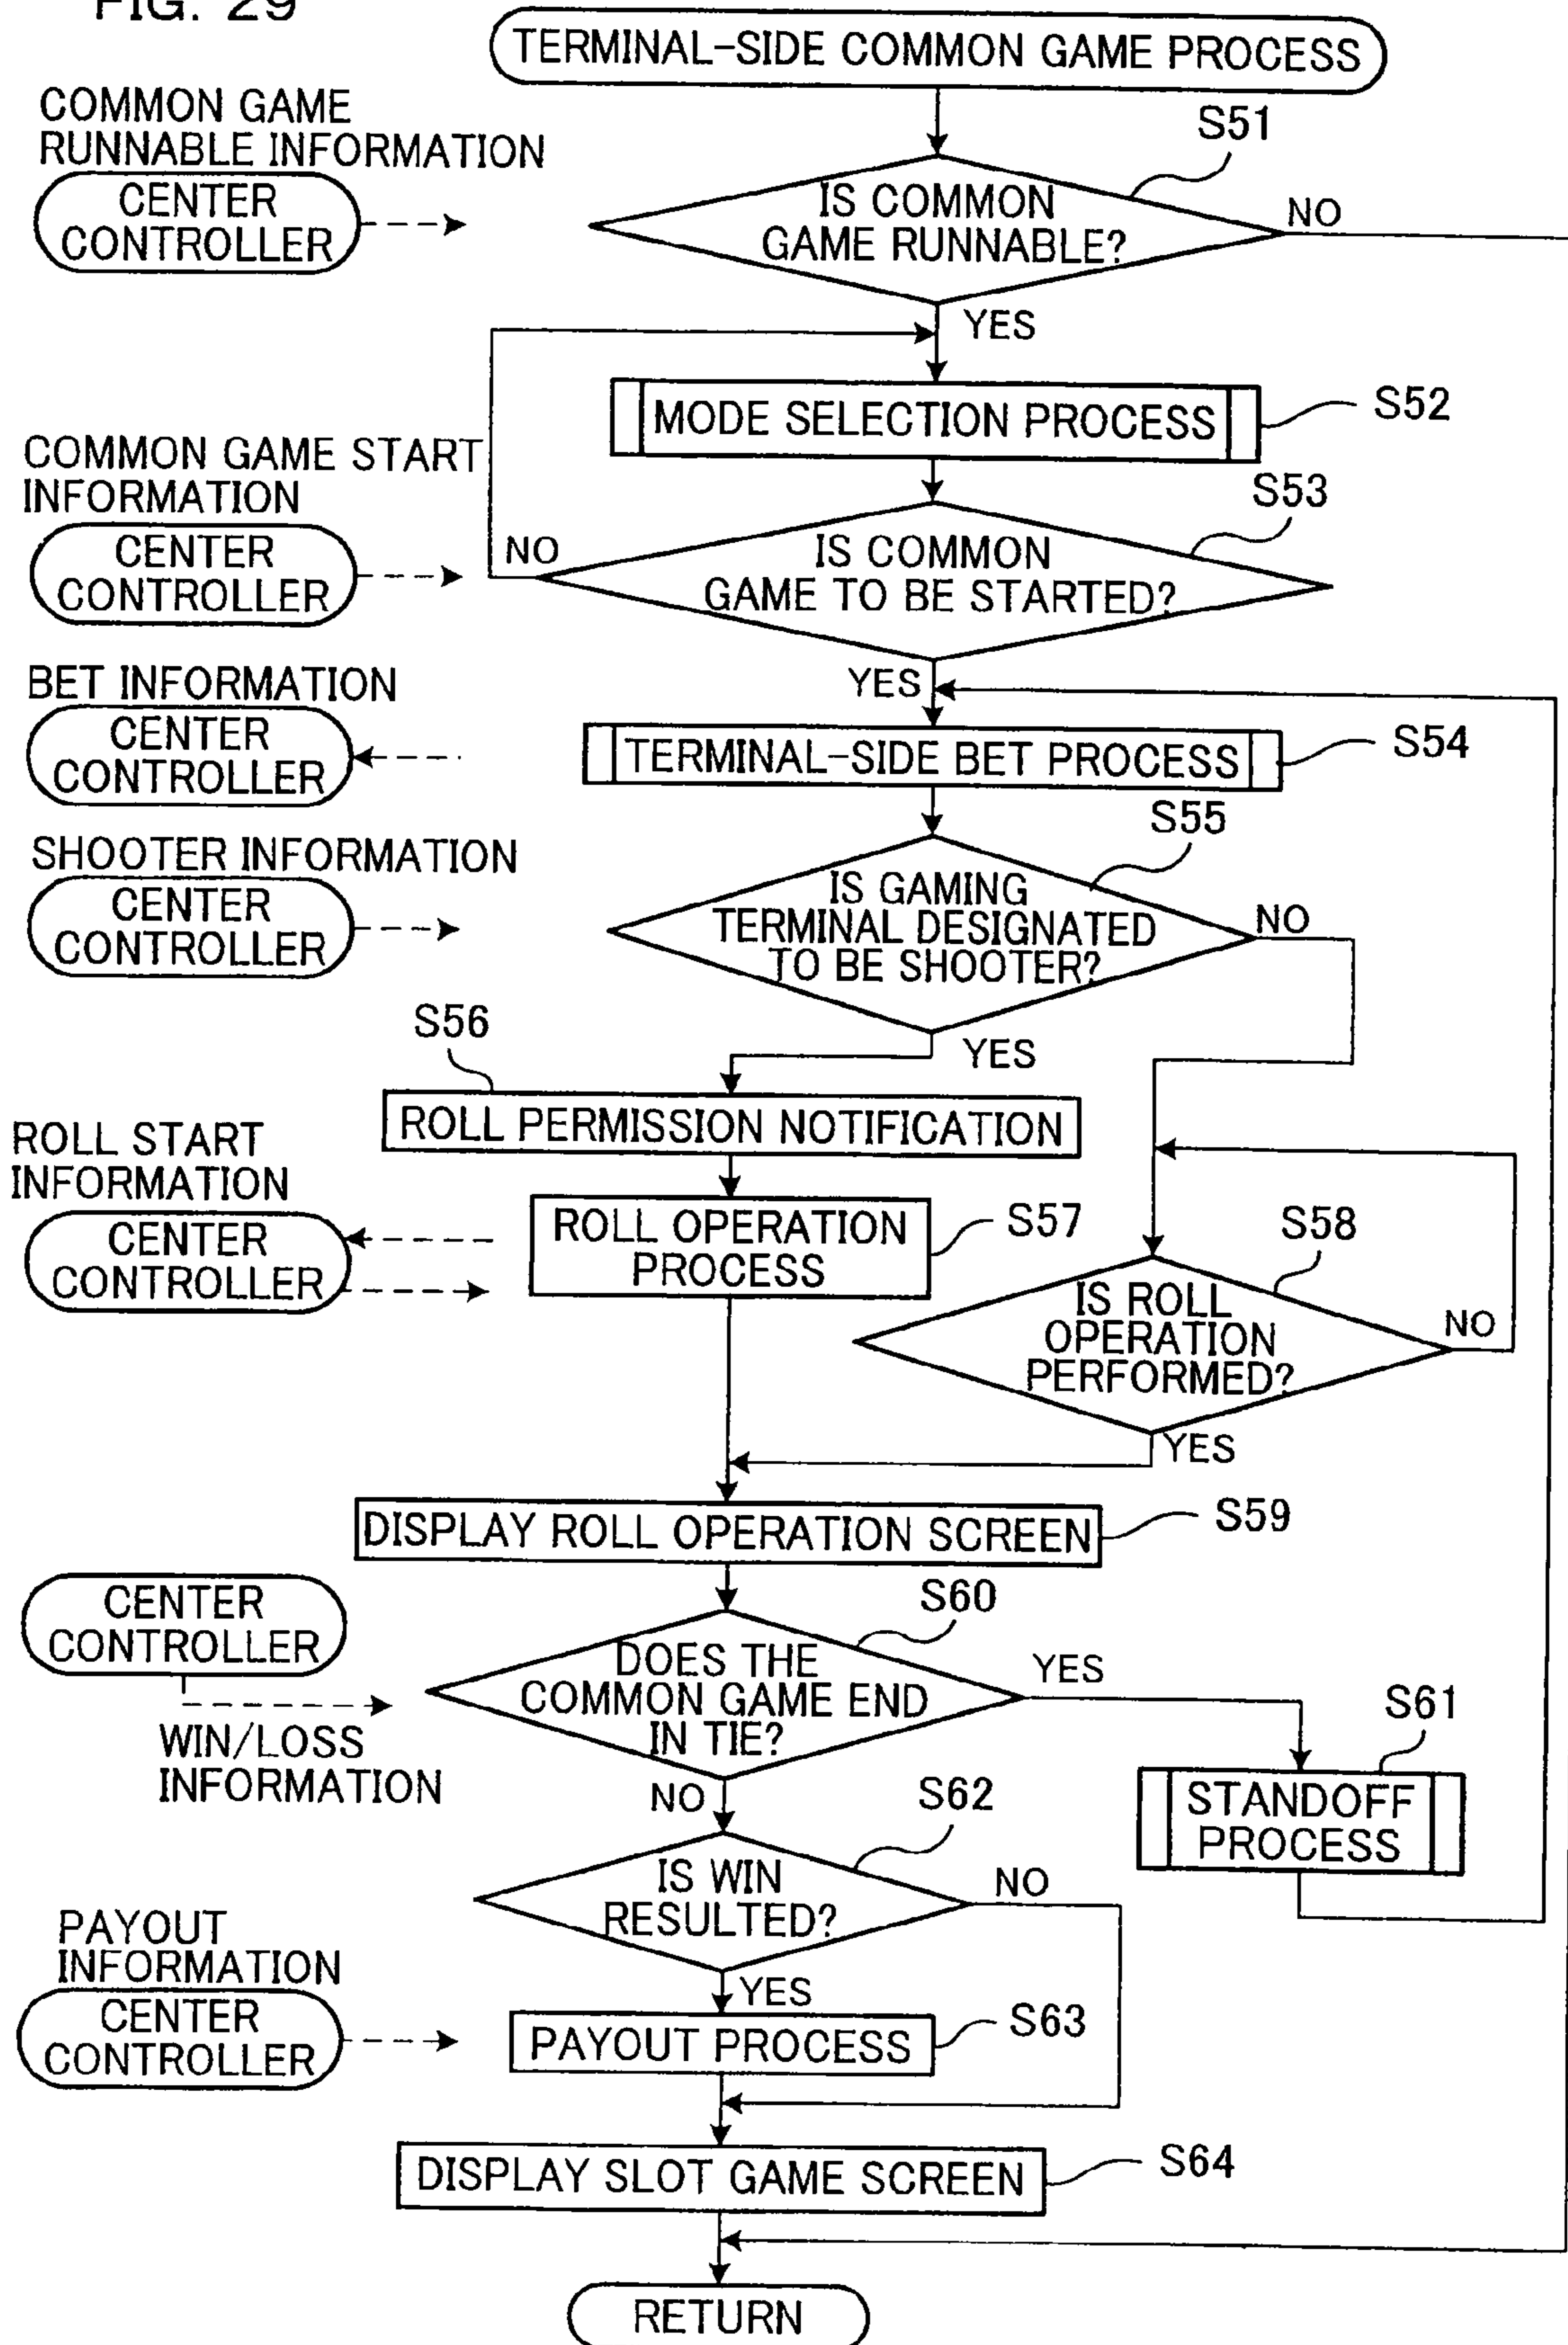 FIG. 29
TERMINAL-SIDE COMMON GAME PROCESS
COMMON GAME
RUNNABLE INFORMATION
CENTER
CONTROLLER
S51
IS COMMON
GAME RUNNABLE?
NO
YES
MODE SELECTION PROCESS
S52
COMMON GAME START
INFORMATION
CENTER
CONTROLLER
S53
NO
IS COMMON
GAME TO BE STARTED?
YES
BET INFORMATION
CENTER
CONTROLLER
TERMINAL-SIDE BET PROCESS
S54
S55
SHOOTER INFORMATION
CENTER
CONTROLLER
IS GAMING
TERMINAL DESIGNATED
TO BE SHOOTER?
NO
YES
S56
ROLL PERMISSION NOTIFICATION
ROLL START
INFORMATION
CENTER
CONTROLLER
ROLL OPERATION
PROCESS
S57
S58
IS ROLL
OPERATION
PERFORMED?
NO
YES
DISPLAY ROLL OPERATION SCREEN
S59
CENTER
CONTROLLER
WIN/LOSS
INFORMATION
S60
DOES THE
COMMON GAME END
IN TIE?
YES
NO
S61
STANDOFF
PROCESS
S62
IS WIN
RESULTED?
NO
YES
PAYOUT
INFORMATION
CENTER
CONTROLLER
PAYOUT PROCESS
S63
DISPLAY SLOT GAME SCREEN
S64
RETURN